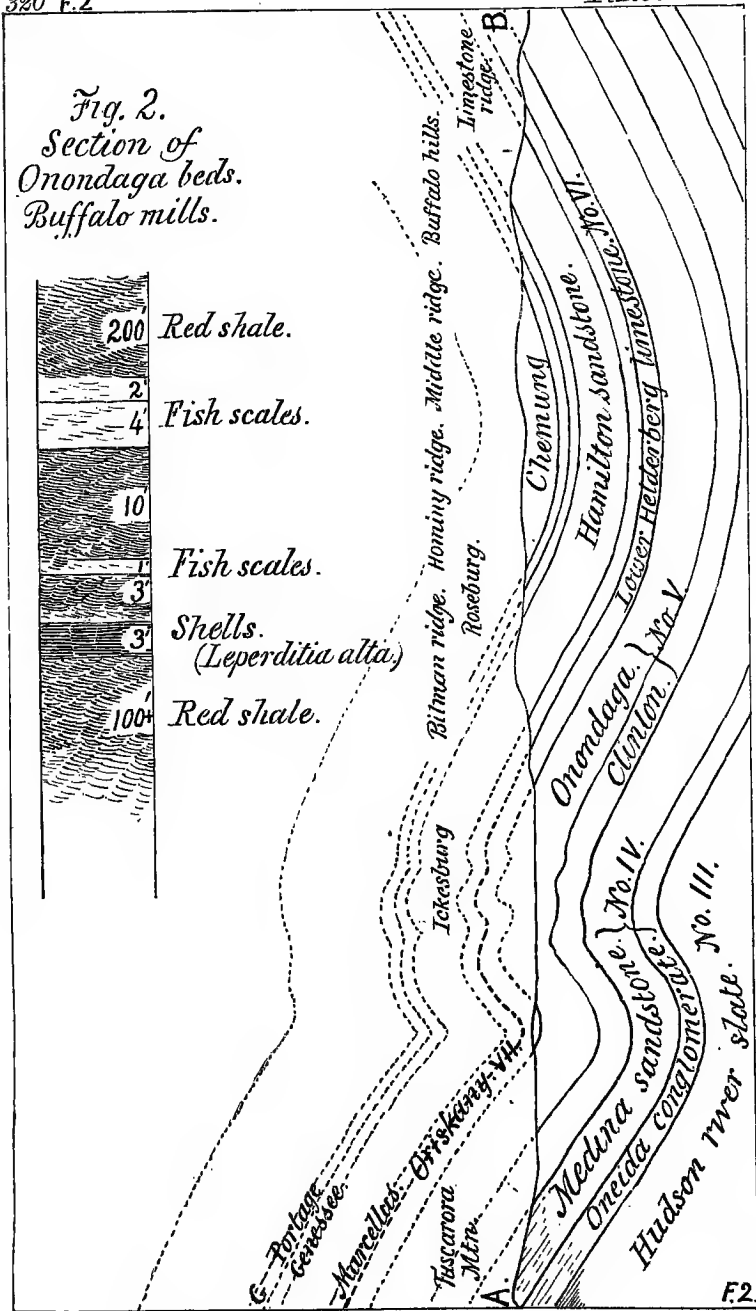 320 F.2
Fig. 2.
Section of
Onondaga beds.
Buffalo mills.
200'
Red shale.
2'
4'
Fish scales.
10'
1'
Fish scales.
3'
3'
Shells.
(Leperditia alta.)
100+'
Red shale.
A
Tuscarora
Mtn.
Ickesburg
Bitman ridge.
Roseburg.
Hominy ridge.
Middle ridge.
Buffalo hills.
Limestone
ridge.
B
C
Portage
Genessee.
Marcellus.
Oriskany VII.
Chemung
Hamilton sandstone.
Lower Helderberg limestone. No. VI.
Onondaga.
Clinton.
No. V.
Medina sandstone.
Oneida conglomerate.
No. IV.
Hudson river slate.
No. III.
F.2